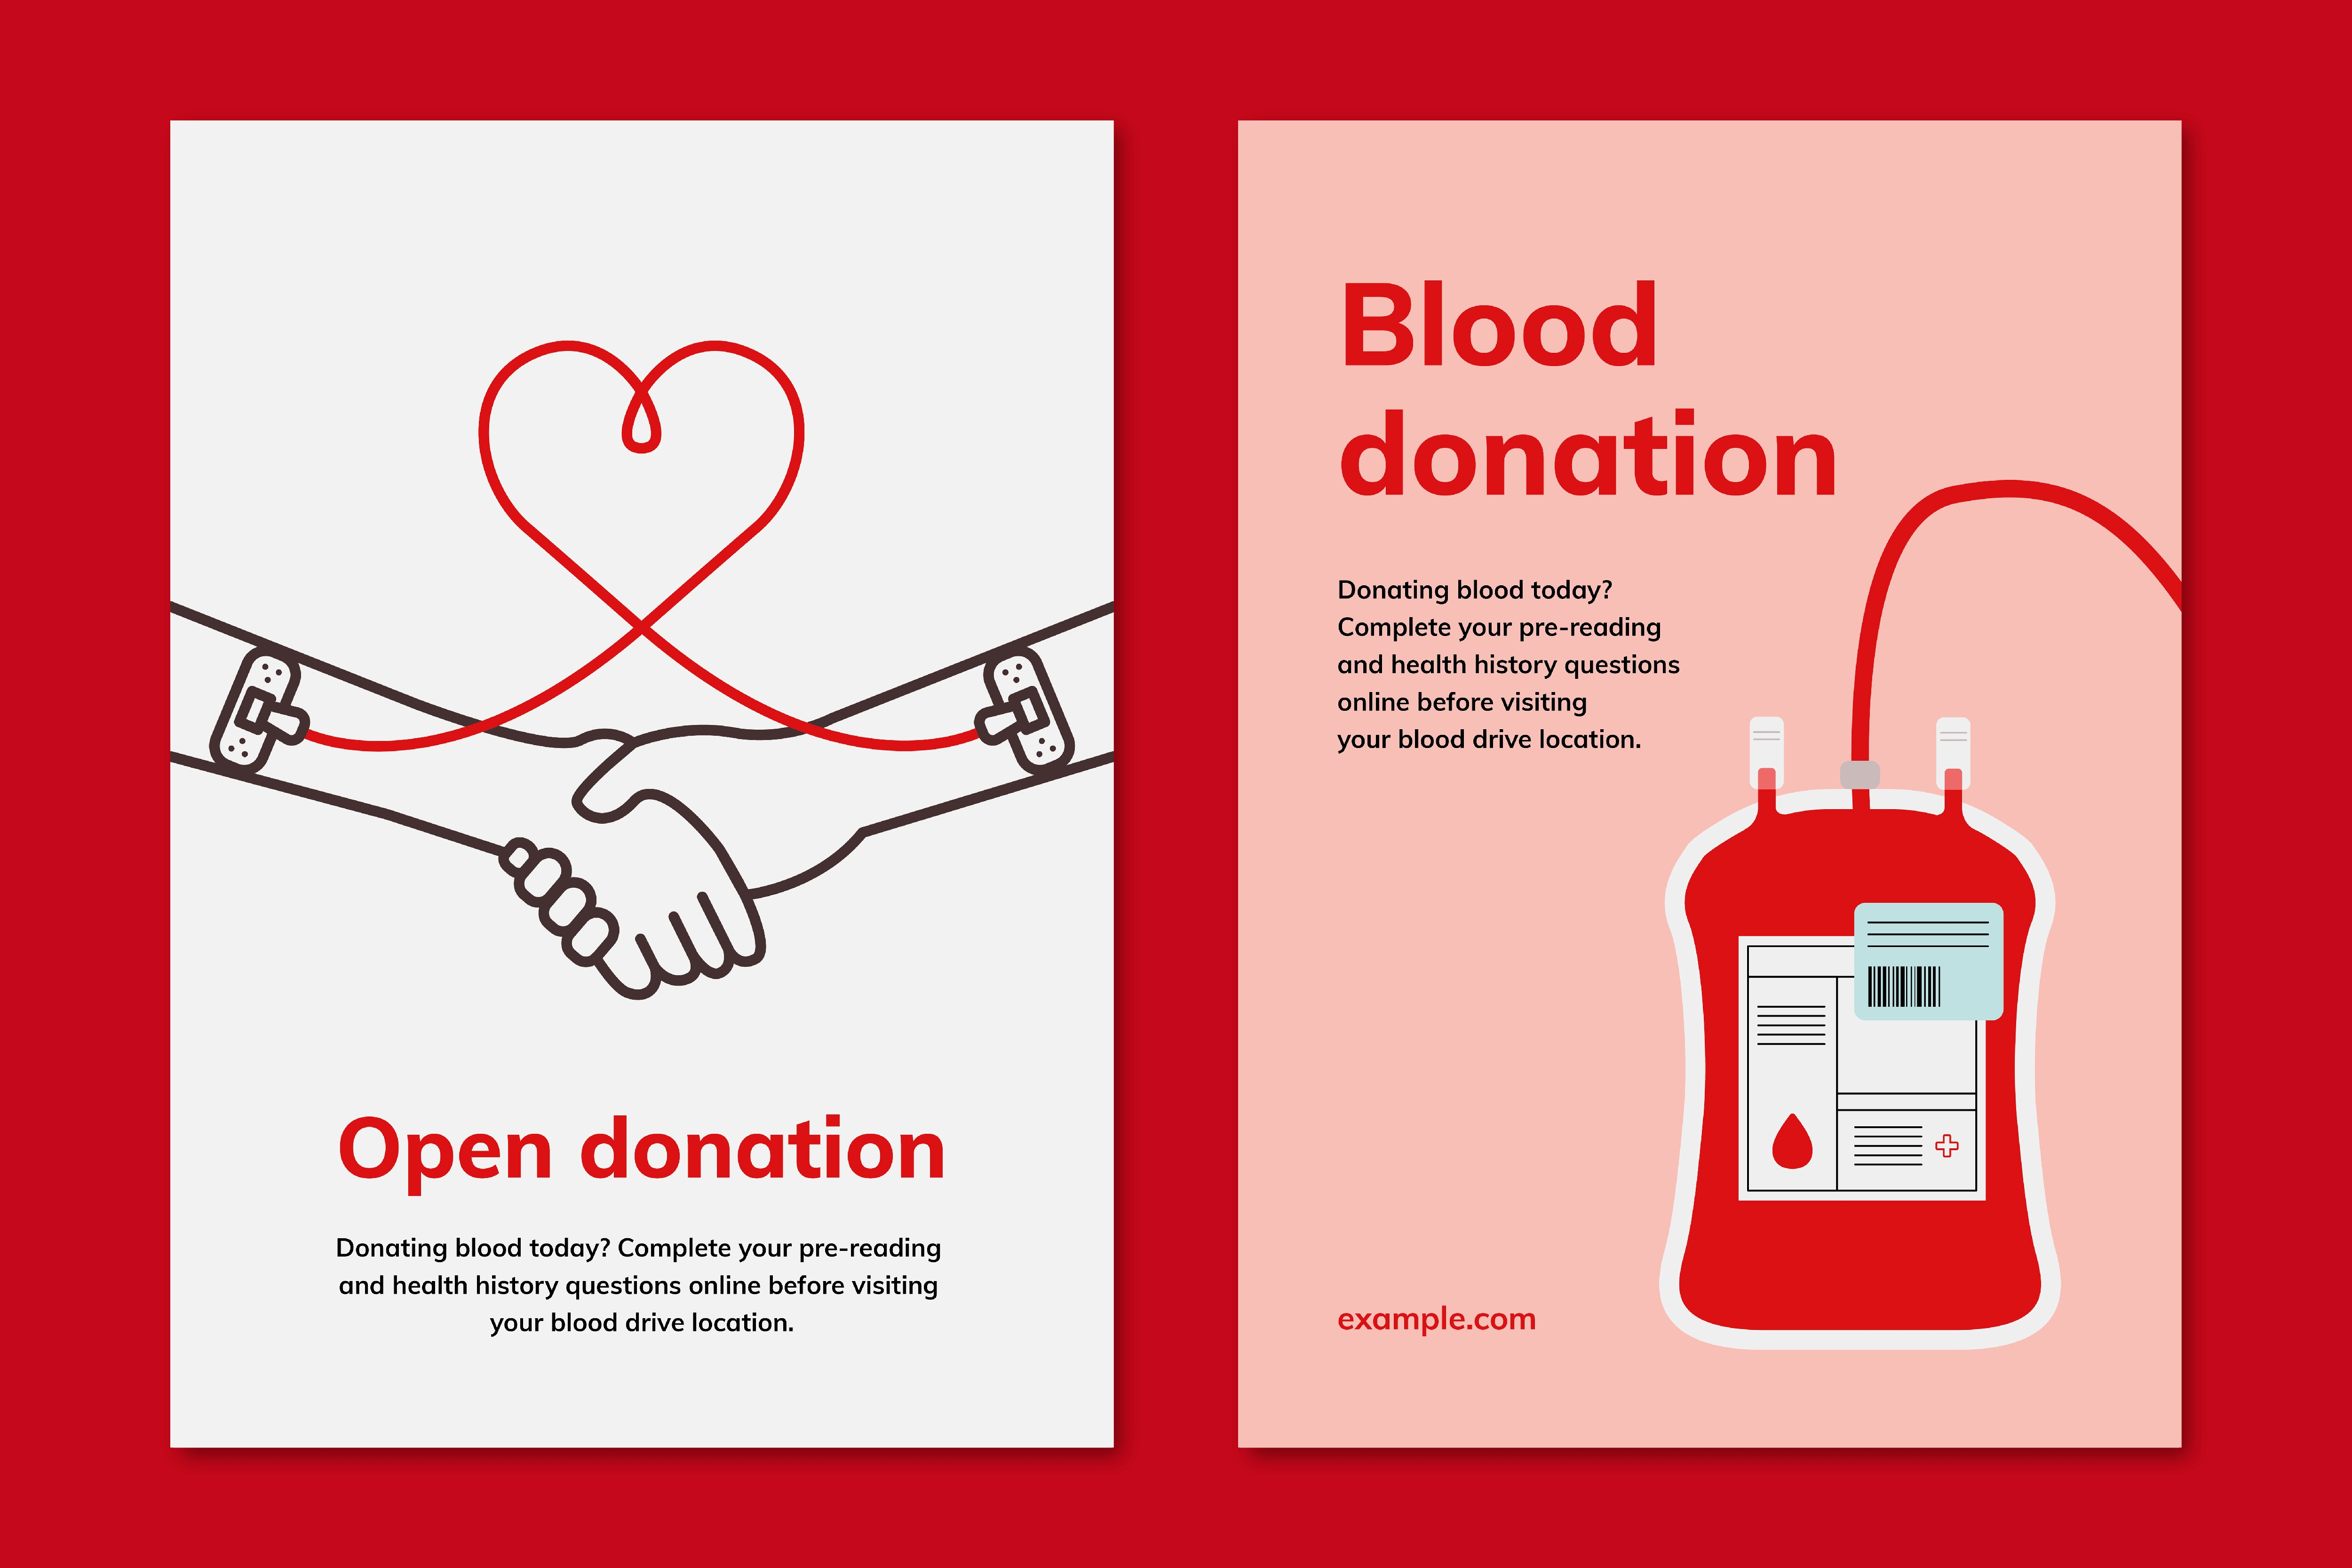 Open donation
Donating blood today? Complete your pre-reading
and health history questions online before visiting
your blood drive location.
Blood
donation
Donating blood today?
Complete your pre-reading
and health history questions
online before visiting
your blood drive location.
example.com